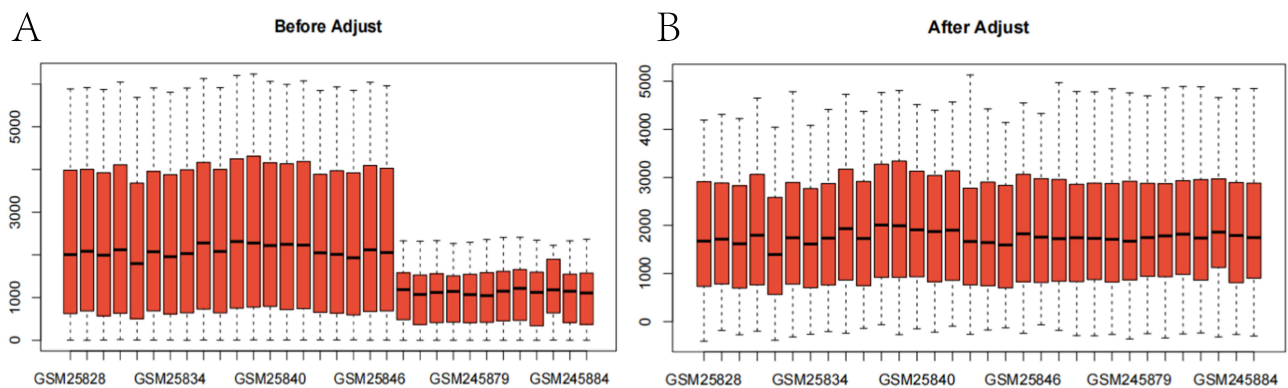 A
Before Adjust
5000
3000
1000
0
GSM25828 GSM25834 GSM25840 GSM25846 GSM245879 GSM245884
B
After Adjust
5000
4000
3000
2000
1000
0
GSM25828 GSM25834 GSM25840 GSM25846 GSM245879 GSM245884